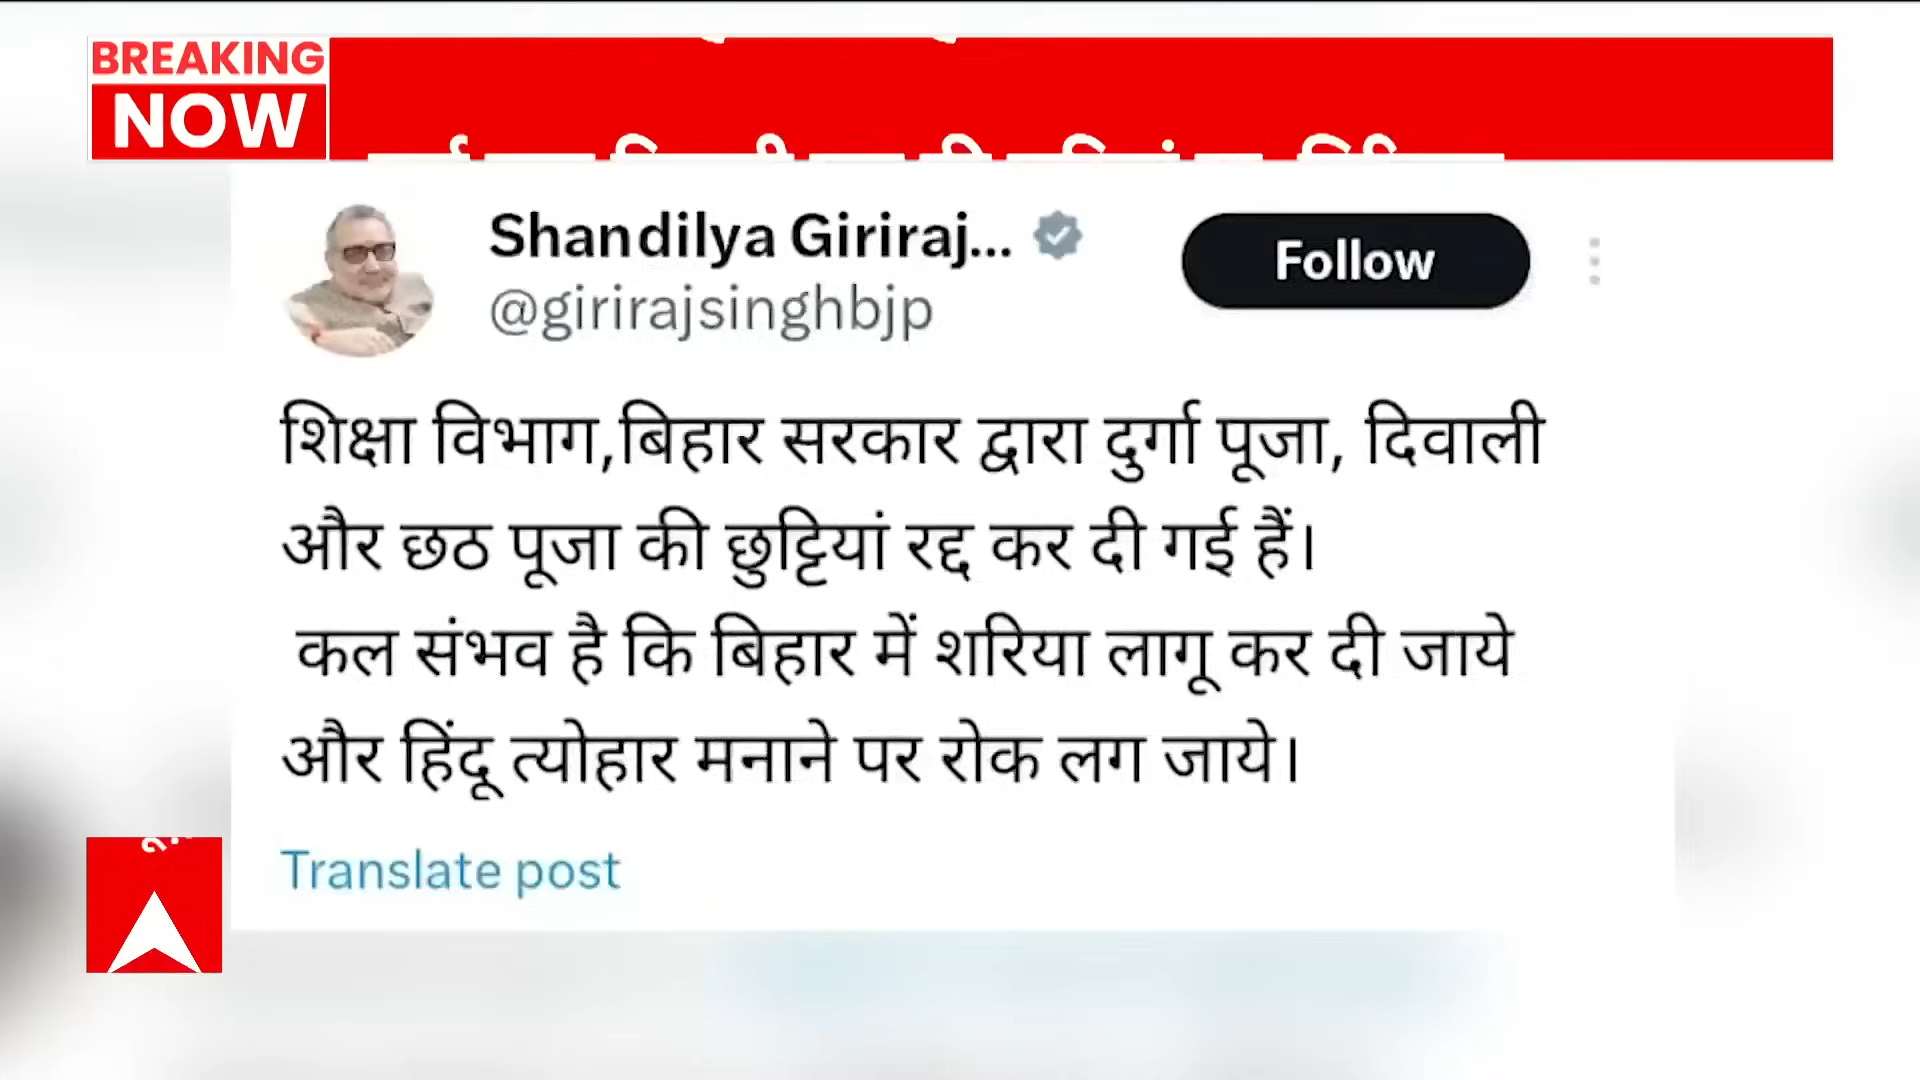 BREAKING
NOW
Shandilya Giriraj...
Follow
@girirajsinghbjp
शिक्षा विभाग,बिहार सरकार द्वारा दुर्गा पूजा, दिवाली
और छठ पूजा की छुट्टियां रद्द कर दी गई हैं।
कल संभव है कि बिहार में शरिया लागू कर दी जाये
और हिंदू त्योहार मनाने पर रोक लग जाये।
Translate post